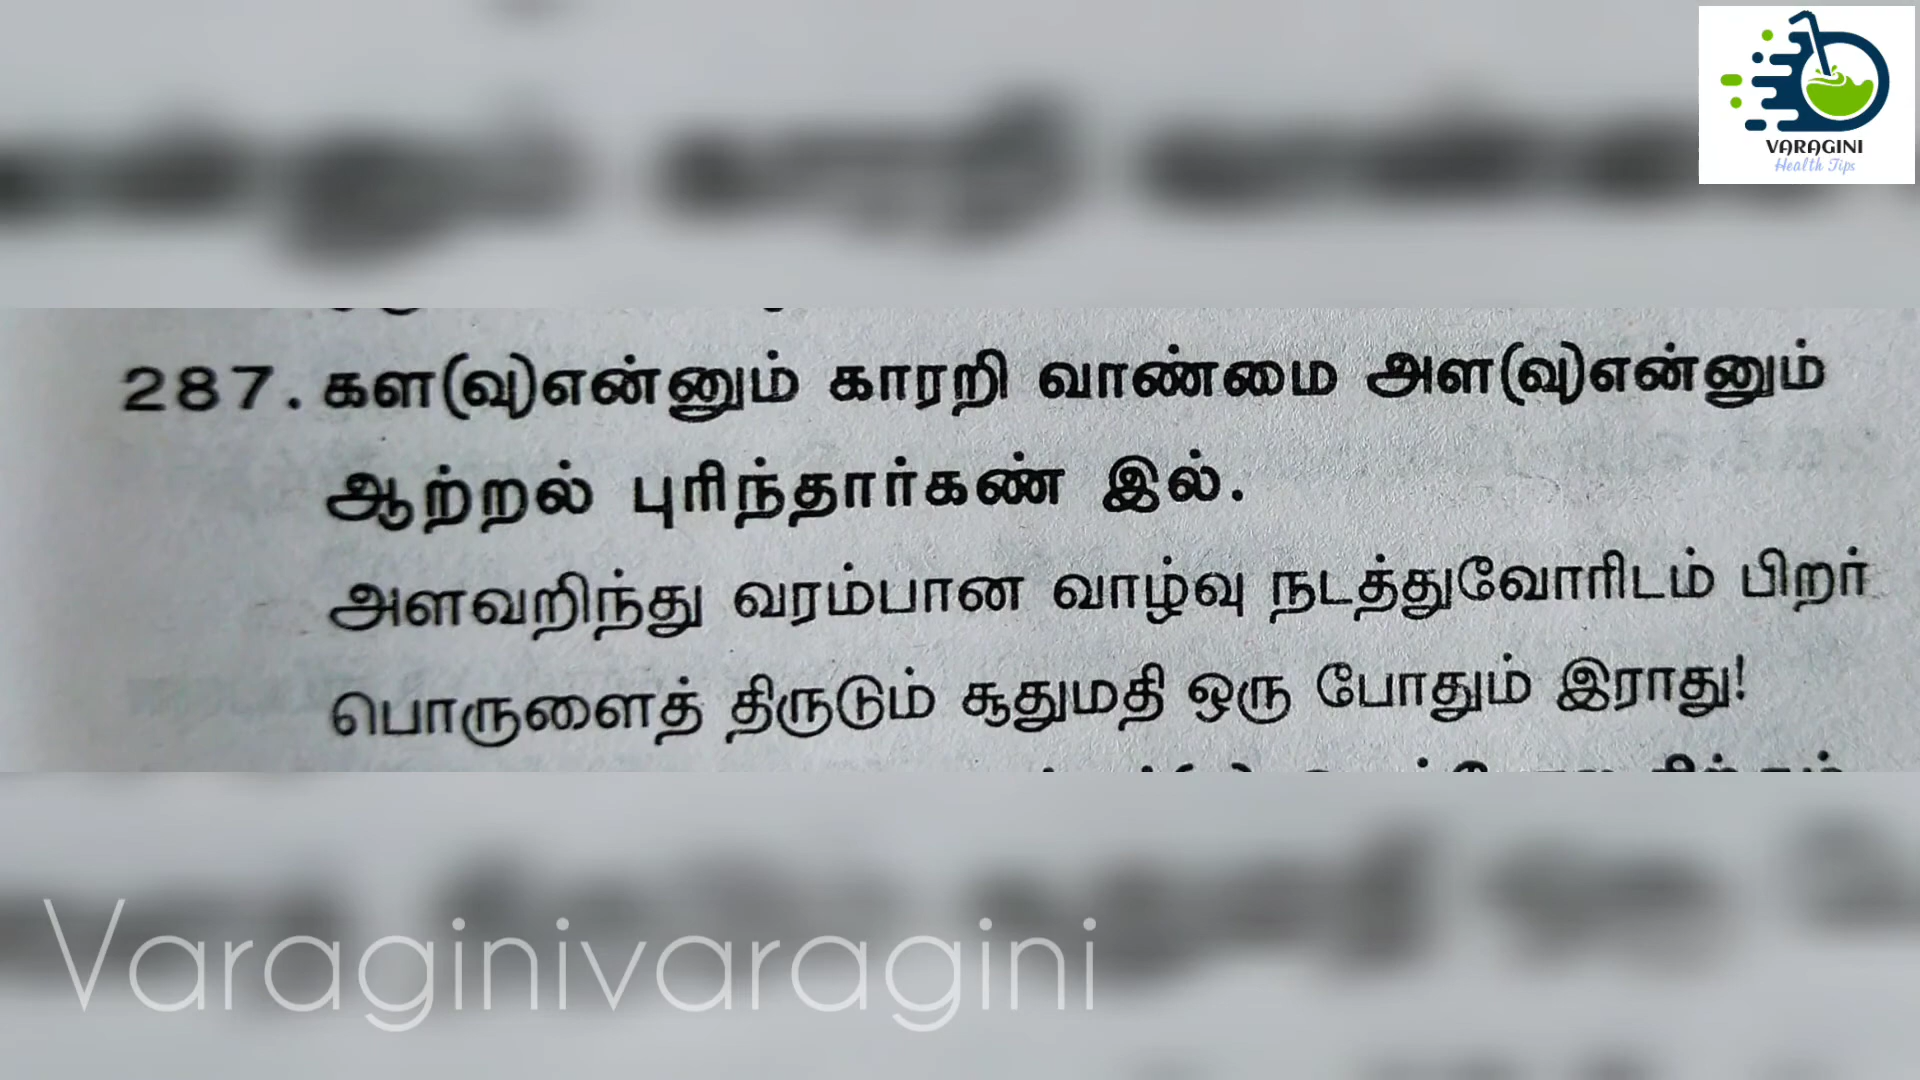 VARAGINI
Health Tips
287. கள(வு)என்னும் காரறி வாண்மை அள(வு)என்னும்
ஆற்றல் புரிந்தார்கண் இல்.
அளவறிந்து வரம்பான வாழ்வு நடத்துவோரிடம் பிறர்
பொருளைத் திருடும் சூதுமதி ஒரு போதும் இராது!
Varaginivaragini